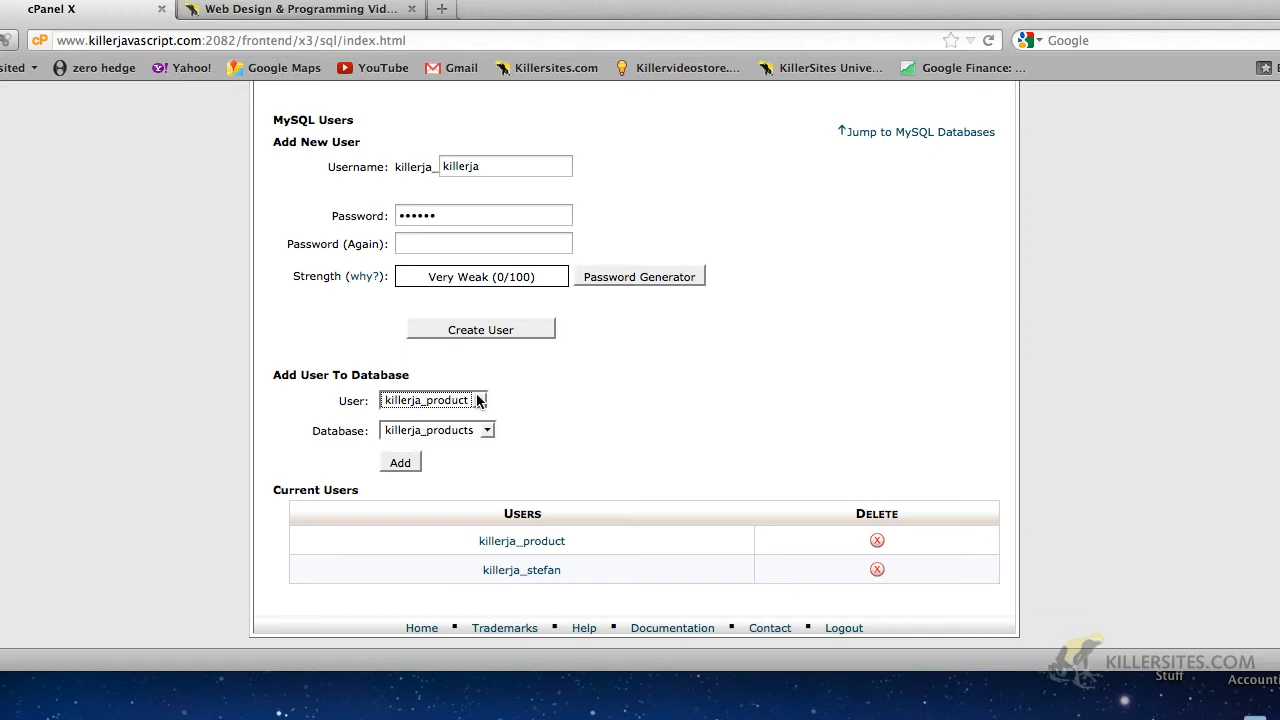 cPanel X
Web Design & Programming Vid...
www.killerjavascript.com:2082/frontend/x3/sql/index.html
Google
sited
zero hedge
Yahoo!
Google Maps
YouTube
Gmail
Killersites.com
Killervideostore....
KillerSites Unive...
Google Finance: ...
MySQL Users
Jump to MySQL Databases
Add New User
Username: killerja_ killerja
Password: ••••••
Password (Again):
Strength (why?): Very Weak (0/100) Password Generator
Create User
Add User To Database
User: killerja_product
Database: killerja_products
Add
Current Users
USERS DELETE
killerja_product
killerja_stefan
Home Trademarks Help Documentation Contact Logout
KILLERSITES.COM
Stuff
Accounti